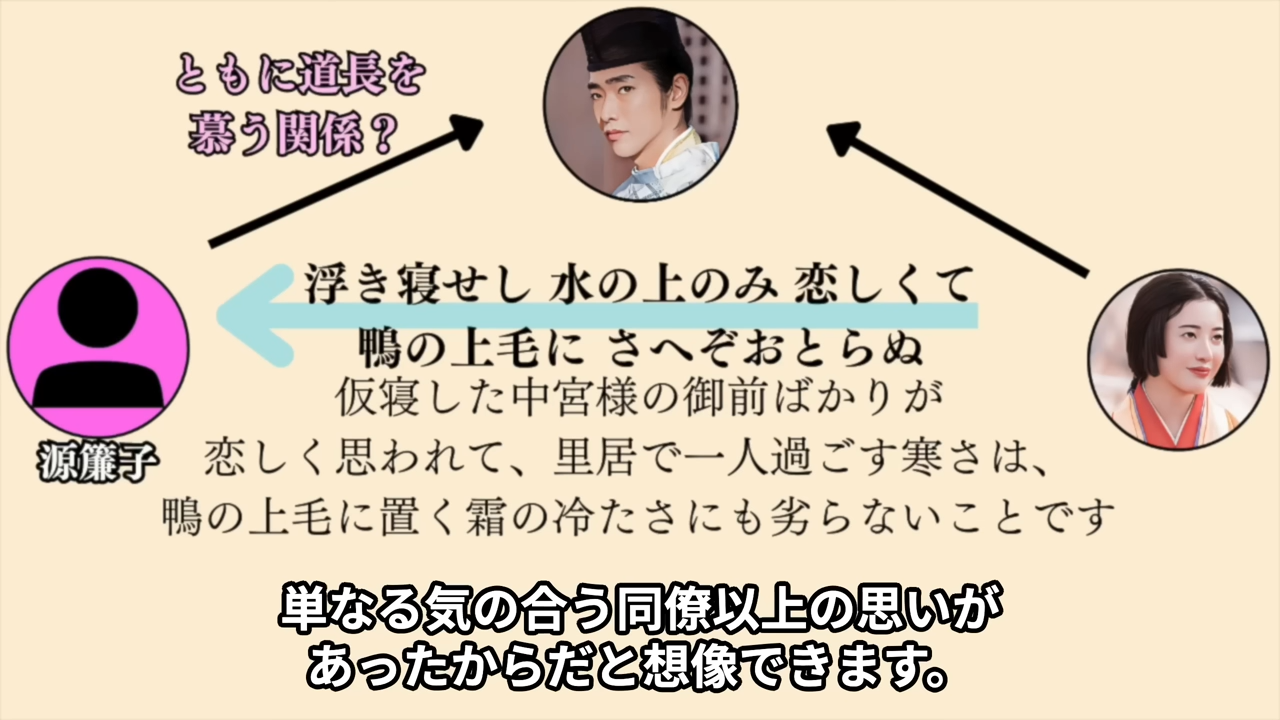 ともに道長を
慕う関係？
浮き寝せし 水の上のみ 恋しくて
鴨の上毛に さへぞおとらぬ
仮寝した中宮様の御前ばかりが
恋しく思われて、里居で一人過ごす寒さは、
鴨の上毛に置く霜の冷たさにも劣らないことです
源簾子
単なる気の合う同僚以上の思いが
あったからだと想像できます。